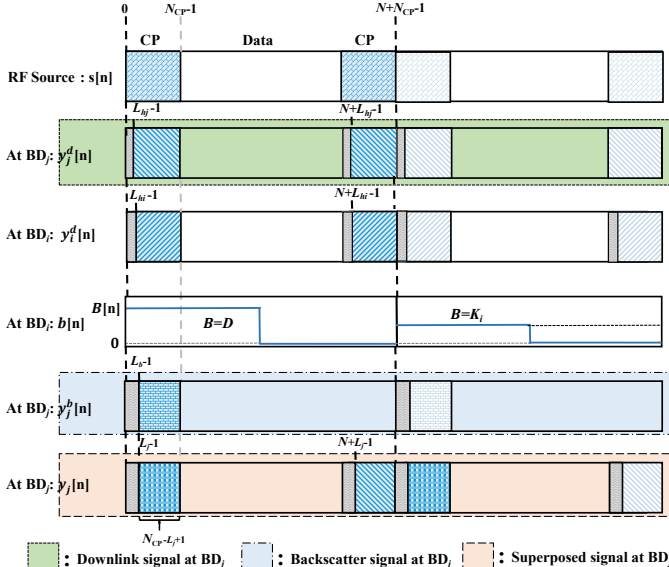 0 N_CP-1 N+N_CP-1
CP Data CP
RF Source : s[n]
L_hj-1 N+L_hj-1
At BD_j: y_j^d[n]
L_hi-1 N+L_hi-1
At BD_i: y_i^d[n]
B[n]
At BD_i: b[n] B=D B=K_i
0
L_b-1
At BD_j: y_j^b[n]
L_j-1 N+L_j-1
At BD_j: y_j[n]
N_CP-L_j+1
: Downlink signal at BD_j : Backscatter signal at BD_j : Superposed signal at BD